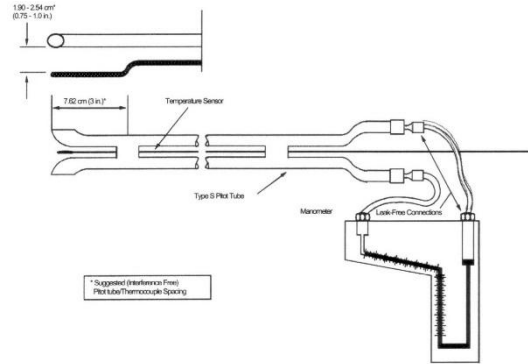 1.90 - 2.54 cm*
(0.75 - 1.0 in.)
7.62 cm (3 in.)*
Temperature Sensor
Type S Pitot Tube
Manometer
Leak-Free Connections
* Suggested (Interference Free)
Pitot tube/Thermocouple Spacing